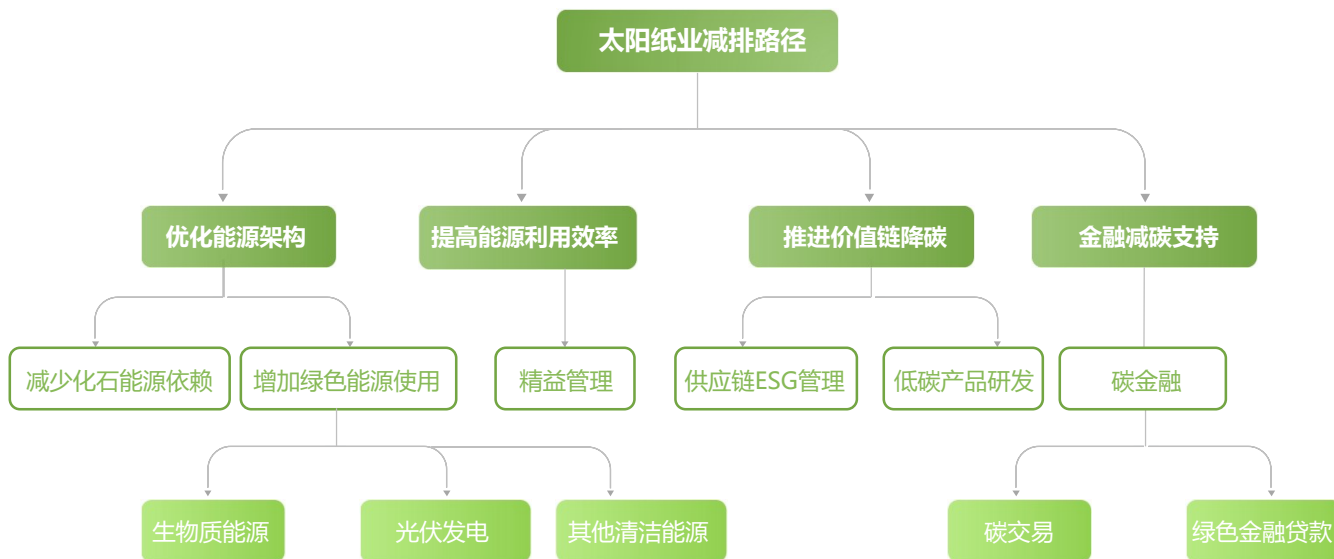 太阳纸业减排路径
优化能源架构
提高能源利用效率
推进价值链降碳
金融减碳支持
减少化石能源依赖
增加绿色能源使用
精益管理
供应链ESG管理
低碳产品研发
碳金融
生物质能源
光伏发电
其他清洁能源
碳交易
绿色金融贷款